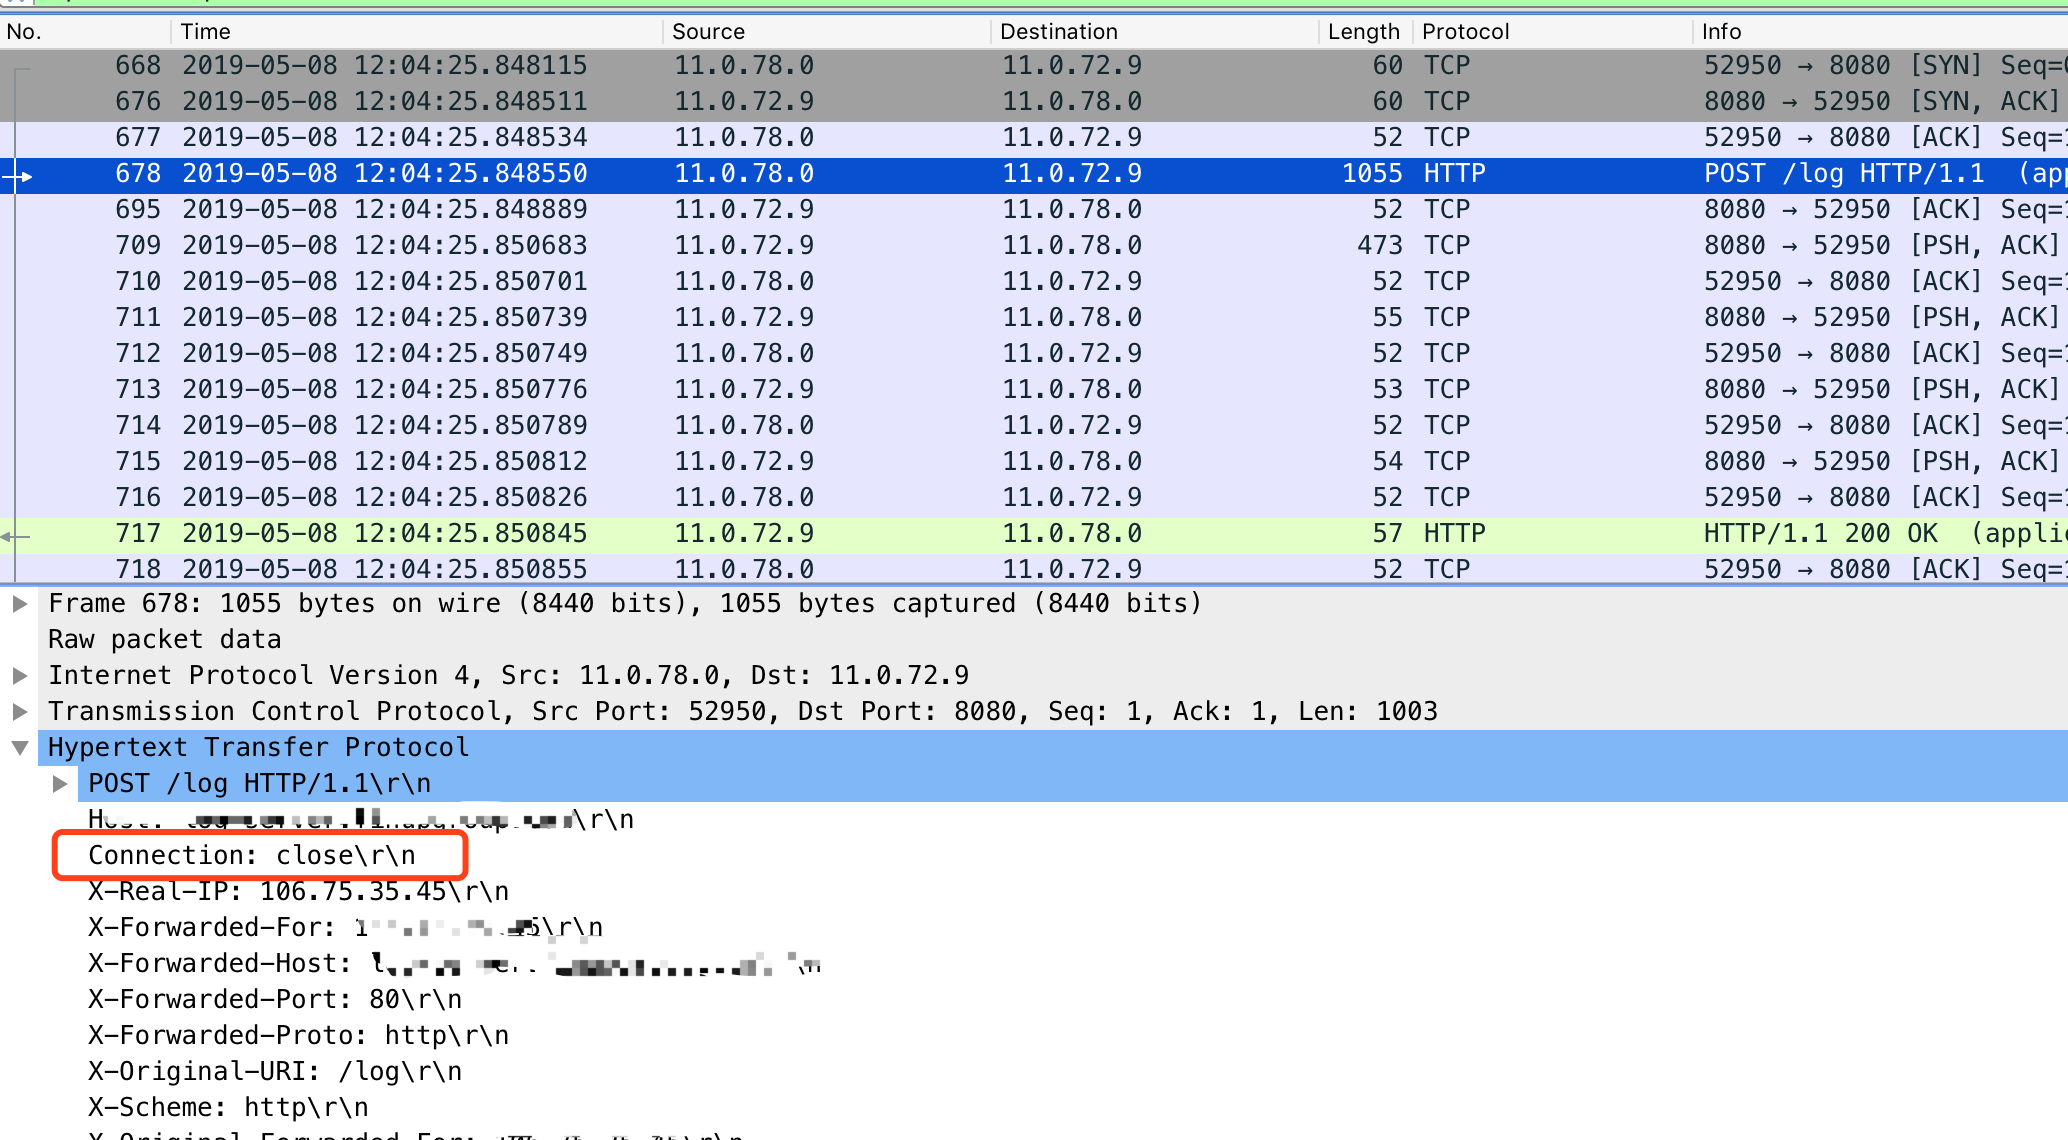 No. Time Source Destination Length Protocol Info
668 2019-05-08 12:04:25.848115 11.0.78.0 11.0.72.9 60 TCP 52950 → 8080 [SYN] Seq=
676 2019-05-08 12:04:25.848511 11.0.72.9 11.0.78.0 60 TCP 8080 → 52950 [SYN, ACK]
677 2019-05-08 12:04:25.848534 11.0.78.0 11.0.72.9 52 TCP 52950 → 8080 [ACK] Seq=
678 2019-05-08 12:04:25.848550 11.0.78.0 11.0.72.9 1055 HTTP POST /log HTTP/1.1 (app
695 2019-05-08 12:04:25.848889 11.0.72.9 11.0.78.0 52 TCP 8080 → 52950 [ACK] Seq=
709 2019-05-08 12:04:25.850683 11.0.72.9 11.0.78.0 473 TCP 8080 → 52950 [PSH, ACK]
710 2019-05-08 12:04:25.850701 11.0.78.0 11.0.72.9 52 TCP 52950 → 8080 [ACK] Seq=
711 2019-05-08 12:04:25.850739 11.0.72.9 11.0.78.0 55 TCP 8080 → 52950 [PSH, ACK]
712 2019-05-08 12:04:25.850749 11.0.78.0 11.0.72.9 52 TCP 52950 → 8080 [ACK] Seq=
713 2019-05-08 12:04:25.850776 11.0.72.9 11.0.78.0 53 TCP 8080 → 52950 [PSH, ACK]
714 2019-05-08 12:04:25.850789 11.0.78.0 11.0.72.9 52 TCP 52950 → 8080 [ACK] Seq=
715 2019-05-08 12:04:25.850812 11.0.72.9 11.0.78.0 54 TCP 8080 → 52950 [PSH, ACK]
716 2019-05-08 12:04:25.850826 11.0.78.0 11.0.72.9 52 TCP 52950 → 8080 [ACK] Seq=
717 2019-05-08 12:04:25.850845 11.0.72.9 11.0.78.0 57 HTTP HTTP/1.1 200 OK (applic
718 2019-05-08 12:04:25.850855 11.0.78.0 11.0.72.9 52 TCP 52950 → 8080 [ACK] Seq=
Frame 678: 1055 bytes on wire (8440 bits), 1055 bytes captured (8440 bits)
Raw packet data
Internet Protocol Version 4, Src: 11.0.78.0, Dst: 11.0.72.9
Transmission Control Protocol, Src Port: 52950, Dst Port: 8080, Seq: 1, Ack: 1, Len: 1003
Hypertext Transfer Protocol
POST /log HTTP/1.1\r\n
Host: \r\n
Connection: close\r\n
X-Real-IP: 106.75.35.45\r\n
X-Forwarded-For: \r\n
X-Forwarded-Host: \n
X-Forwarded-Port: 80\r\n
X-Forwarded-Proto: http\r\n
X-Original-URI: /log\r\n
X-Scheme: http\r\n
X-Original-Forwarded-For: \r\n